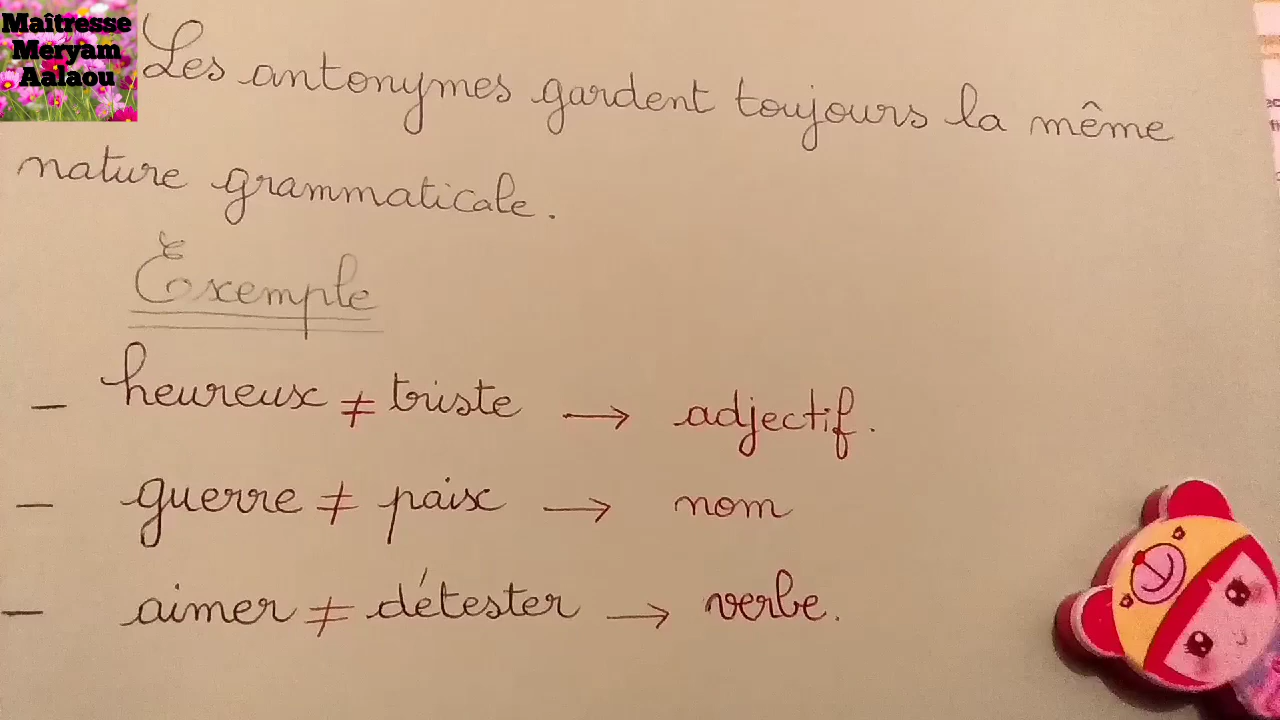 Maîtresse
Meryam
Aalaou
Les antonymes gardent toujours la même
nature grammaticale.
Exemple
- heureux ≠ triste → adjectif.
- guerre ≠ paix → nom
- aimer ≠ détester → verbe.